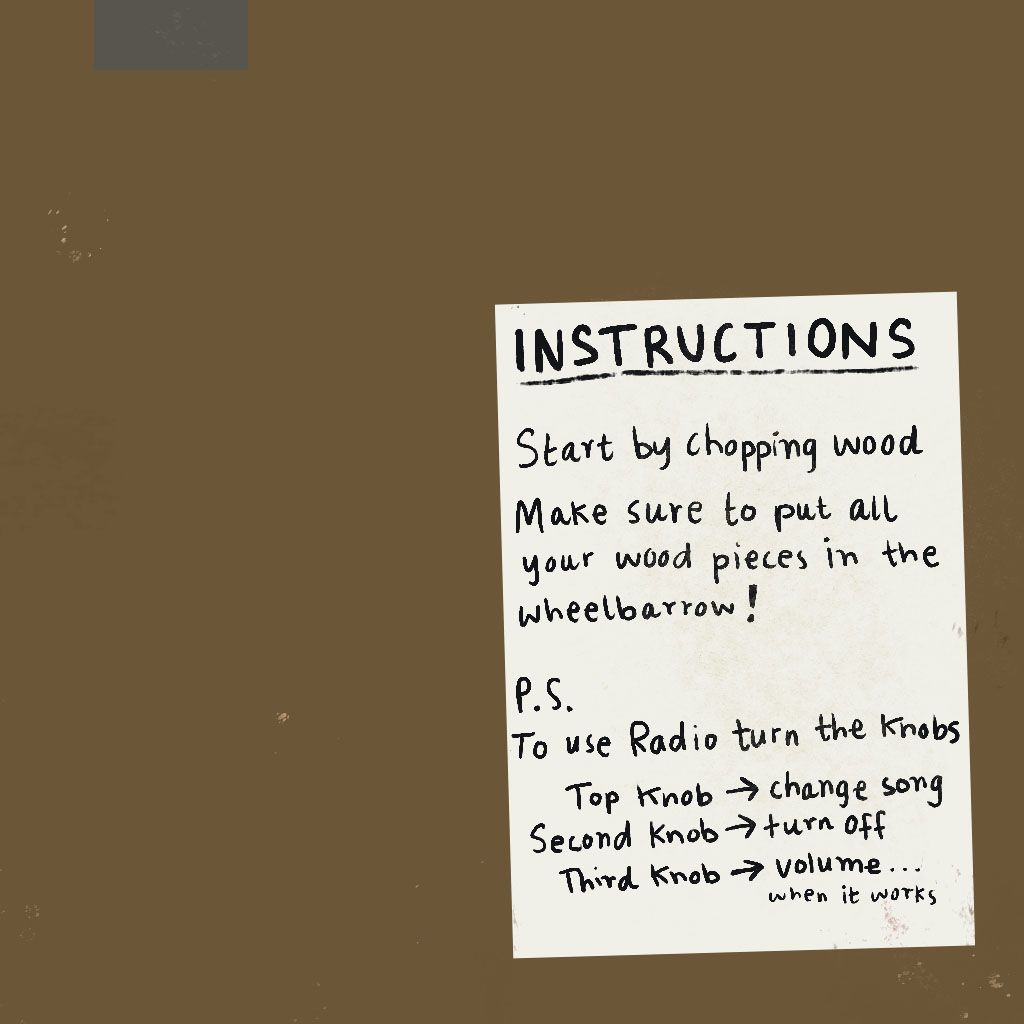 INSTRUCTIONS
Start by chopping wood
Make sure to put all
your wood pieces in the
wheelbarrow!
P.S.
To use Radio turn the knobs
Top knob → change song
Second knob → turn off
Third knob → volume...
when it works